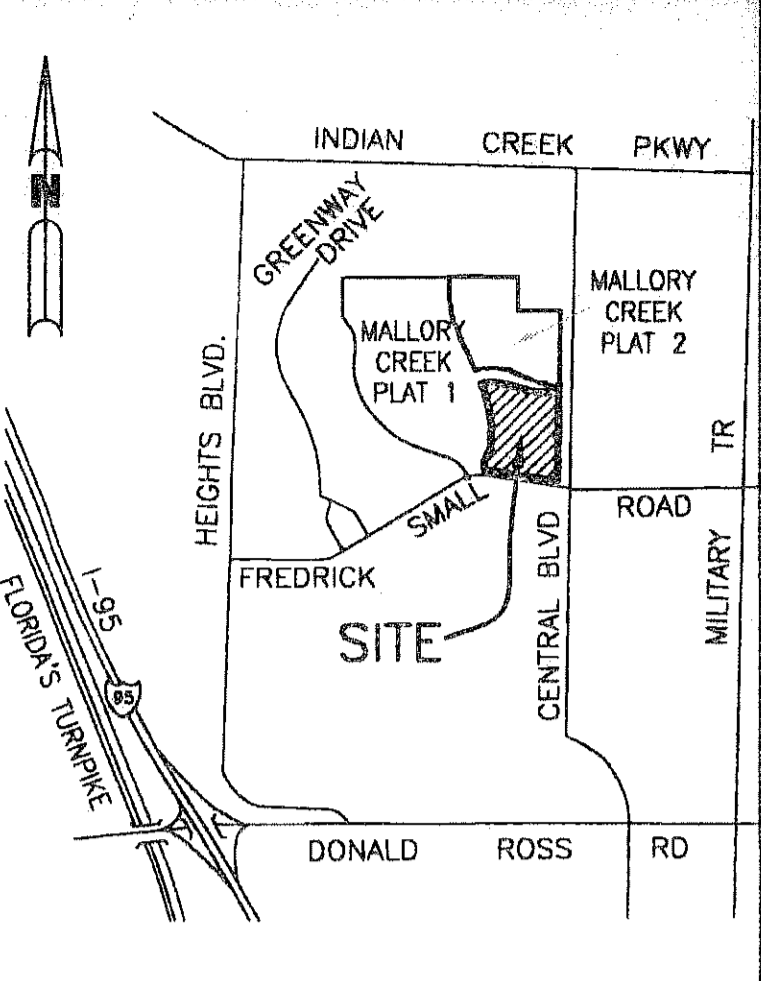 INDIAN CREEK PKWY
N
GREENWAY
DRIVE
MALLORY
CREEK
PLAT 2
MALLORY
CREEK
PLAT 1
HEIGHTS BLVD.
TR
SMALL
ROAD
FREDRICK
MILITARY
CENTRAL BLVD
SITE
I-95
95
FLORIDA'S TURNPIKE
DONALD ROSS RD